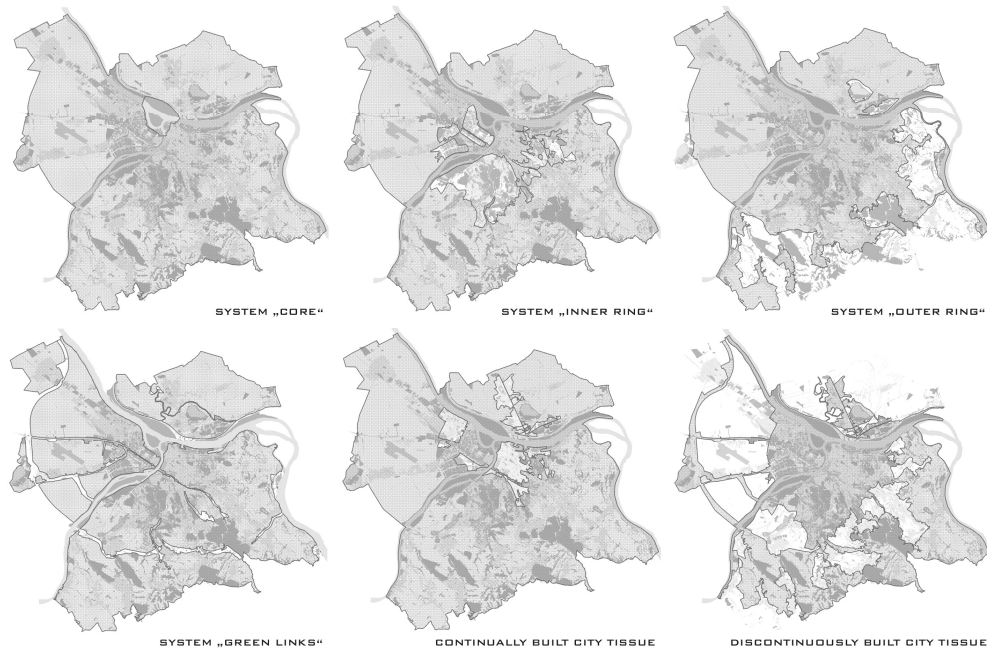 SYSTEM „CORE“
SYSTEM „INNER RING“
SYSTEM „OUTER RING“
SYSTEM „GREEN LINKS“
CONTINUALLY BUILT CITY TISSUE
DISCONTINUOUSLY BUILT CITY TISSUE